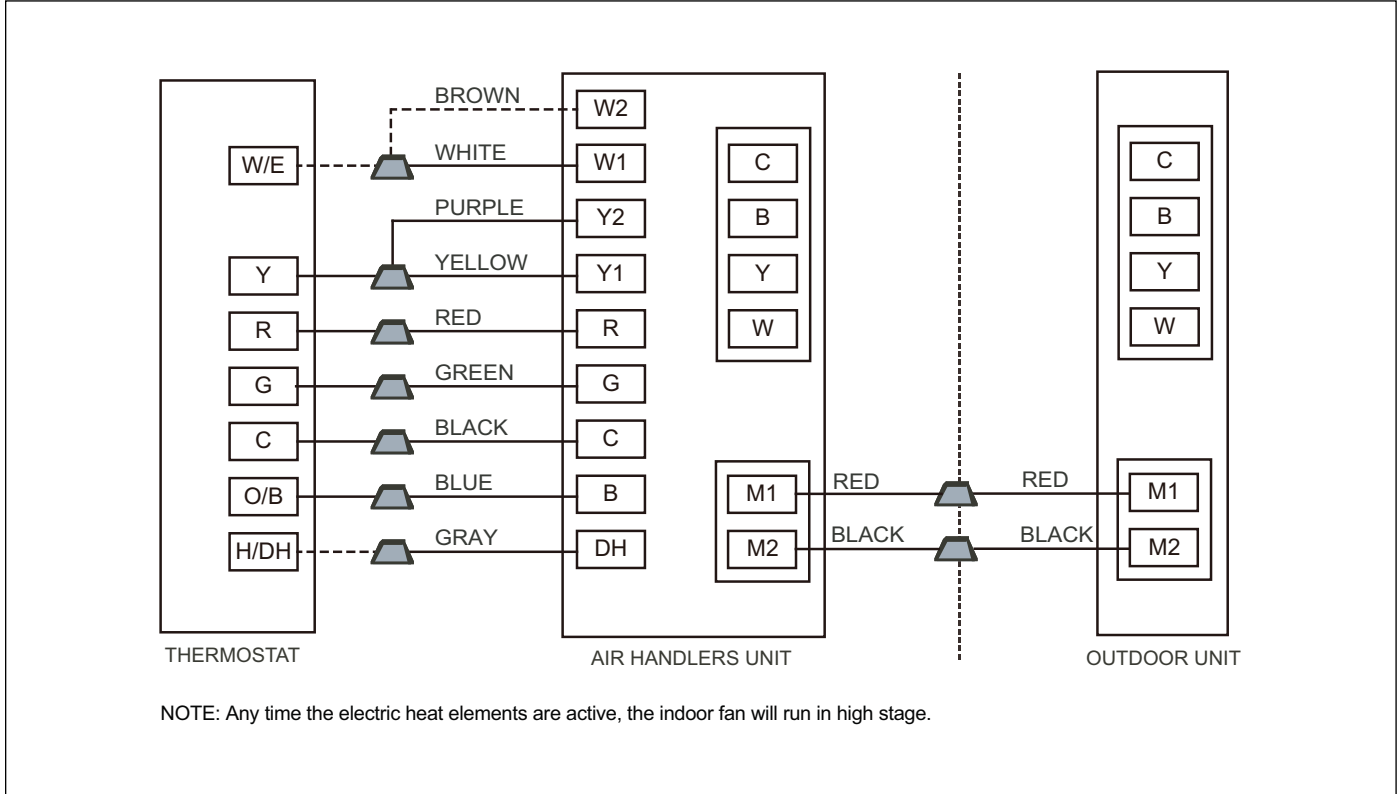 BROWN
W2
W/E
WHITE
W1
C
C
PURPLE
Y2
B
B
Y
YELLOW
Y1
Y
Y
R
RED
R
W
W
G
GREEN
G
C
BLACK
C
O/B
BLUE
B
M1
RED
RED
M1
H/DH
GRAY
DH
M2
BLACK
BLACK
M2
THERMOSTAT
AIR HANDLERS UNIT
OUTDOOR UNIT
NOTE: Any time the electric heat elements are active, the indoor fan will run in high stage.